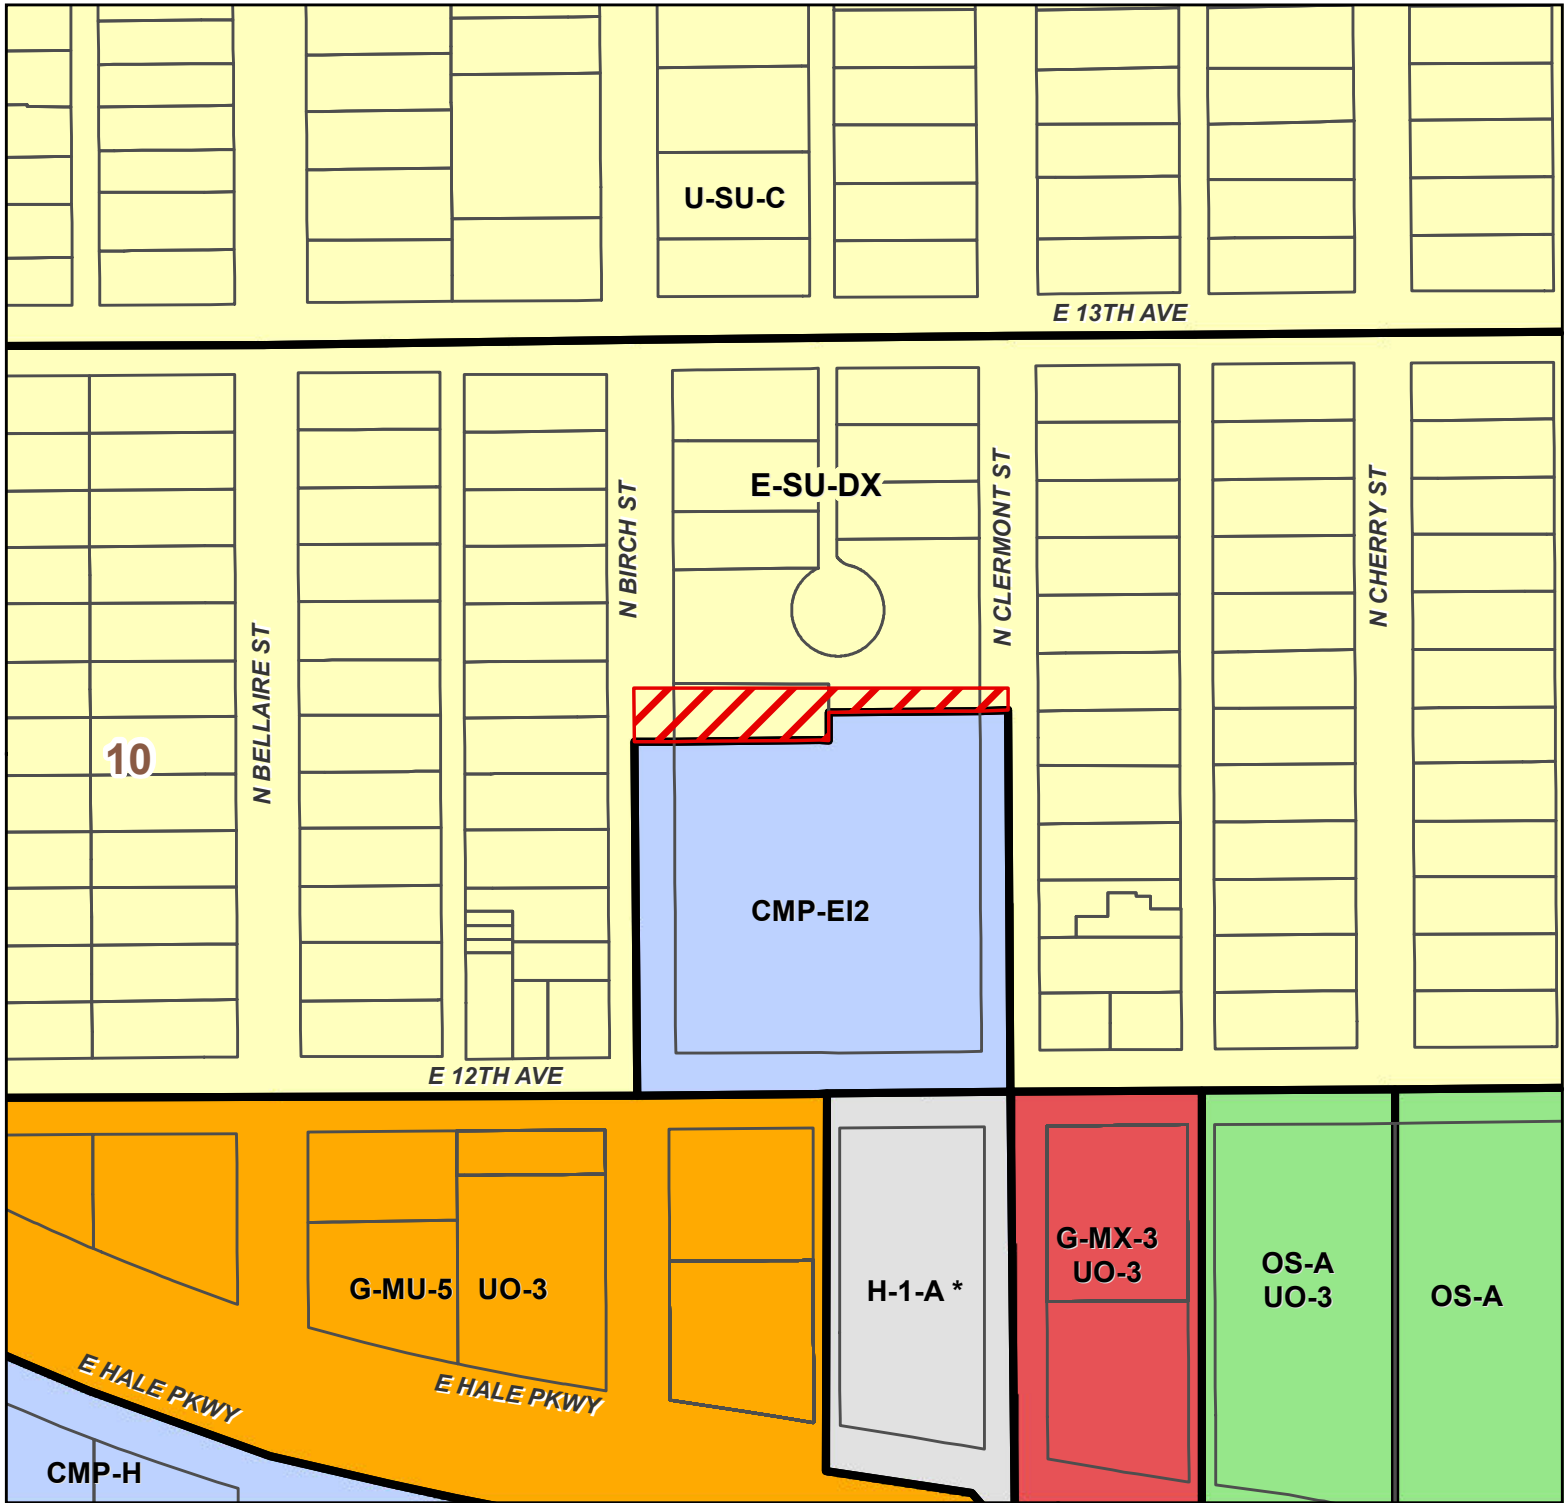 U-SU-C
E 13TH AVE
E-SU-DX
N BIRCH ST
N CLERMONT ST
N CHERRY ST
N BELLAIRE ST
10
CMP-EI2
E 12TH AVE
G-MU-5 UO-3
H-1-A *
G-MX-3
UO-3
OS-A
UO-3
OS-A
E HALE PKWY
E HALE PKWY
CMP-H